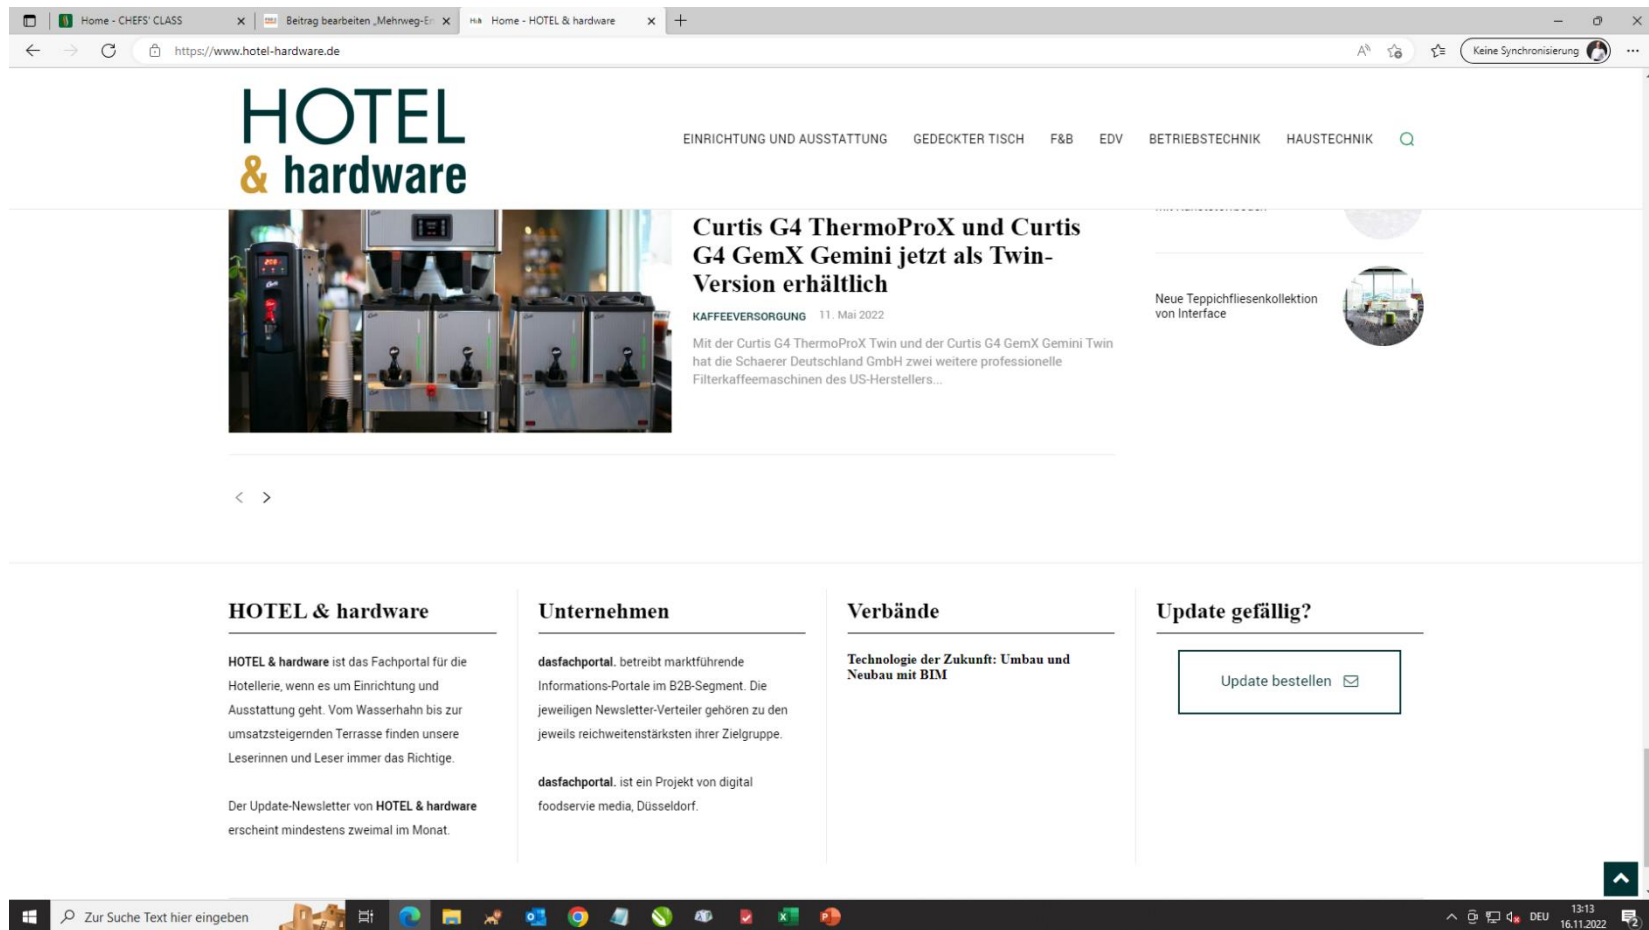 Home - CHEFS' CLASS
Beitrag bearbeiten „Mehrweg-Er
Home - HOTEL & hardware
https://www.hotel-hardware.de
Keine Synchronisierung
HOTEL
& hardware
EINRICHTUNG UND AUSSTATTUNG GEDECKTER TISCH F&B EDV BETRIEBSTECHNIK HAUSTECHNIK
Curtis G4 ThermoProX und Curtis
G4 GemX Gemini jetzt als Twin-
Version erhältlich
KAFFEEVERSORGUNG 11. Mai 2022
Mit der Curtis G4 ThermoProX Twin und der Curtis G4 GemX Gemini Twin
hat die Schaerer Deutschland GmbH zwei weitere professionelle
Filterkaffeemaschinen des US-Herstellers...
Neue Teppichfliesenkollektion
von Interface
HOTEL & hardware
HOTEL & hardware ist das Fachportal für die
Hotellerie, wenn es um Einrichtung und
Ausstattung geht. Vom Wasserhahn bis zur
umsatzsteigernden Terrasse finden unsere
Leserinnen und Leser immer das Richtige.
Der Update-Newsletter von HOTEL & hardware
erscheint mindestens zweimal im Monat.
Unternehmen
dasfachportal. betreibt marktführende
Informations-Portale im B2B-Segment. Die
jeweiligen Newsletter-Verteiler gehören zu den
jeweils reichweitenstärksten ihrer Zielgruppe.
dasfachportal. ist ein Projekt von digital
foodservie media, Düsseldorf.
Verbände
Technologie der Zukunft: Umbau und
Neubau mit BIM
Update gefällig?
Update bestellen
Zur Suche Text hier eingeben
DEU
13:13
16.11.2022